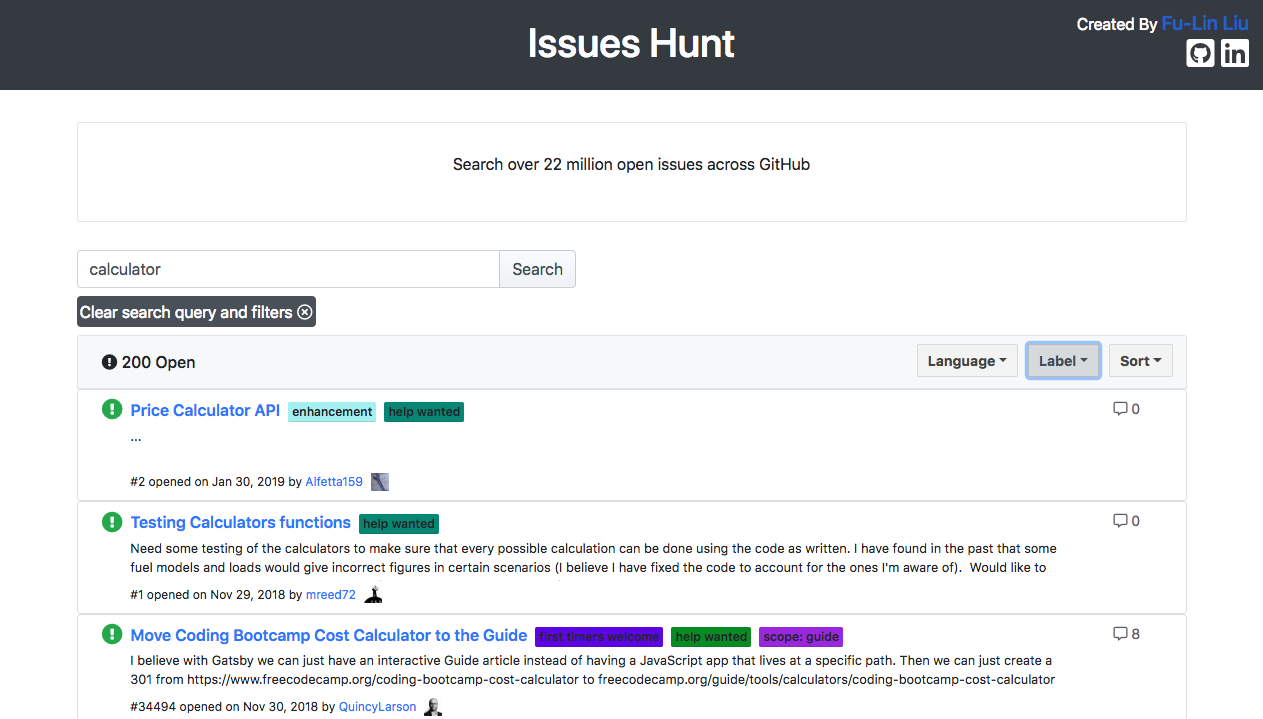 Issues Hunt
Created By Fu-Lin Liu
in
Search over 22 million open issues across GitHub
calculator
Search
Clear search query and filters
200 Open
Language
Label
Sort
Price Calculator API enhancement help wanted 0
...
#2 opened on Jan 30, 2019 by Alfetta159
Testing Calculators functions help wanted 0
Need some testing of the calculators to make sure that every possible calculation can be done using the code as written. I have found in the past that some
fuel models and loads would give incorrect figures in certain scenarios (I believe I have fixed the code to account for the ones I'm aware of). Would like to
#1 opened on Nov 29, 2018 by mreed72
Move Coding Bootcamp Cost Calculator to the Guide first timers welcome help wanted scope: guide 8
I believe with Gatsby we can just have an interactive Guide article instead of having a JavaScript app that lives at a specific path. Then we can just create a
301 from https://www.freecodecamp.org/coding-bootcamp-cost-calculator to freecodecamp.org/guide/tools/calculators/coding-bootcamp-cost-calculator
#34494 opened on Nov 30, 2018 by QuincyLarson